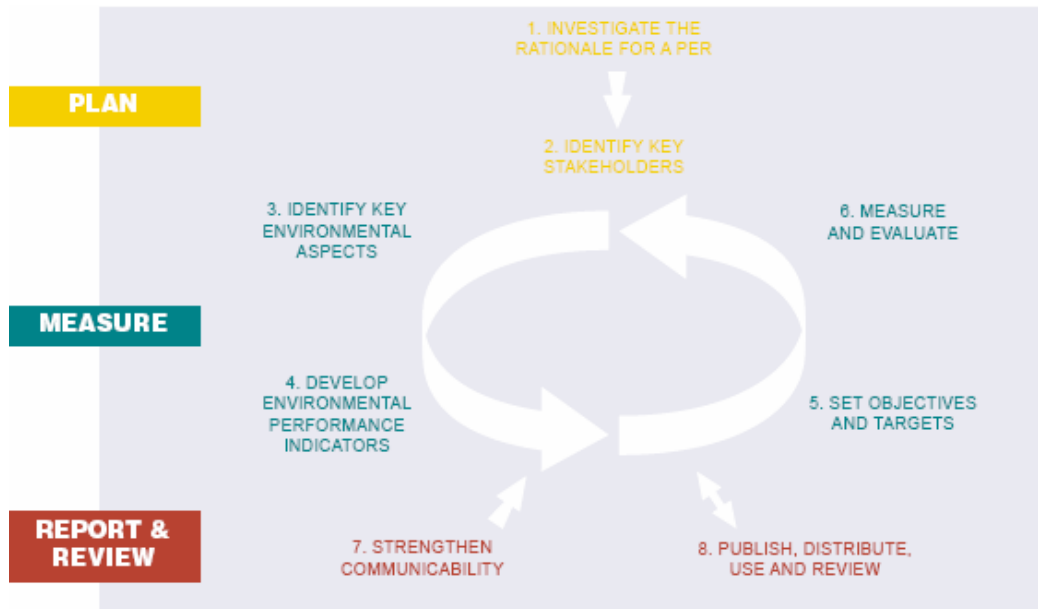 1. INVESTIGATE THE
RATIONALE FOR A PER
PLAN
2. IDENTIFY KEY
STAKEHOLDERS
3. IDENTIFY KEY
ENVIRONMENTAL
ASPECTS
6. MEASURE
AND EVALUATE
MEASURE
4. DEVELOP
ENVIRONMENTAL
PERFORMANCE
INDICATORS
5. SET OBJECTIVES
AND TARGETS
REPORT &
REVIEW
7. STRENGTHEN
COMMUNICABILITY
8. PUBLISH, DISTRIBUTE,
USE AND REVIEW